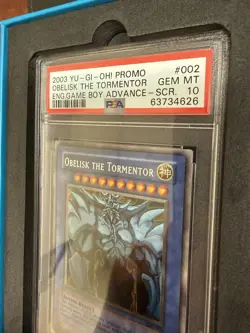 2003 YU-GI-OH! PROMO #002
OBELISK THE TORMENTOR GEM MT
ENG.GAME BOY ADVANCE-SCR. 10
PSA 63734626
OBELISK THE TORMENTOR 神